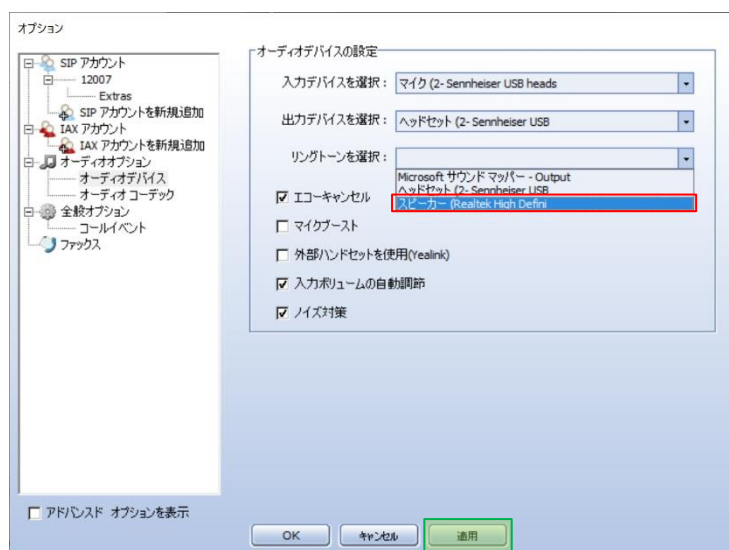 オプション
SIP アカウント
12007
Extras
SIP アカウントを新規追加
IAX アカウント
IAX アカウントを新規追加
オーディオオプション
オーディオデバイス
オーディオ コーデック
全般オプション
コールイベント
ファックス
オーディオデバイスの設定
入力デバイスを選択: マイク (2- Sennheiser USB heads
出力デバイスを選択: ヘッドセット (2- Sennheiser USB
リングトーンを選択:
Microsoft サウンド マッパー - Output
ヘッドセット (2- Sennheiser USB
スピーカー (Realtek High Defini
エコーキャンセル
マイクブースト
外部ハンドセットを使用(Yealink)
入力ボリュームの自動調節
ノイズ対策
アドバンスド オプションを表示
OK キャンセル 適用